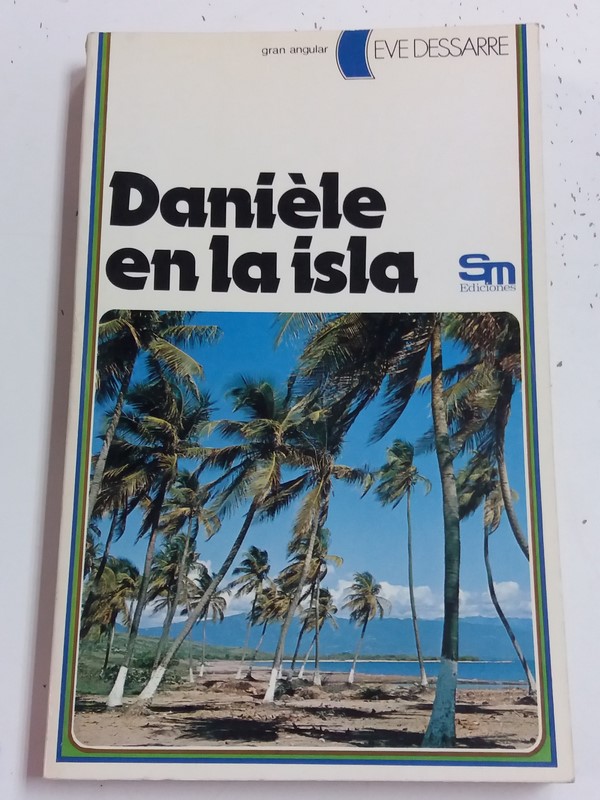 gran angular EVE DESSARRE
Danièle
en la isla
Sm
Ediciones